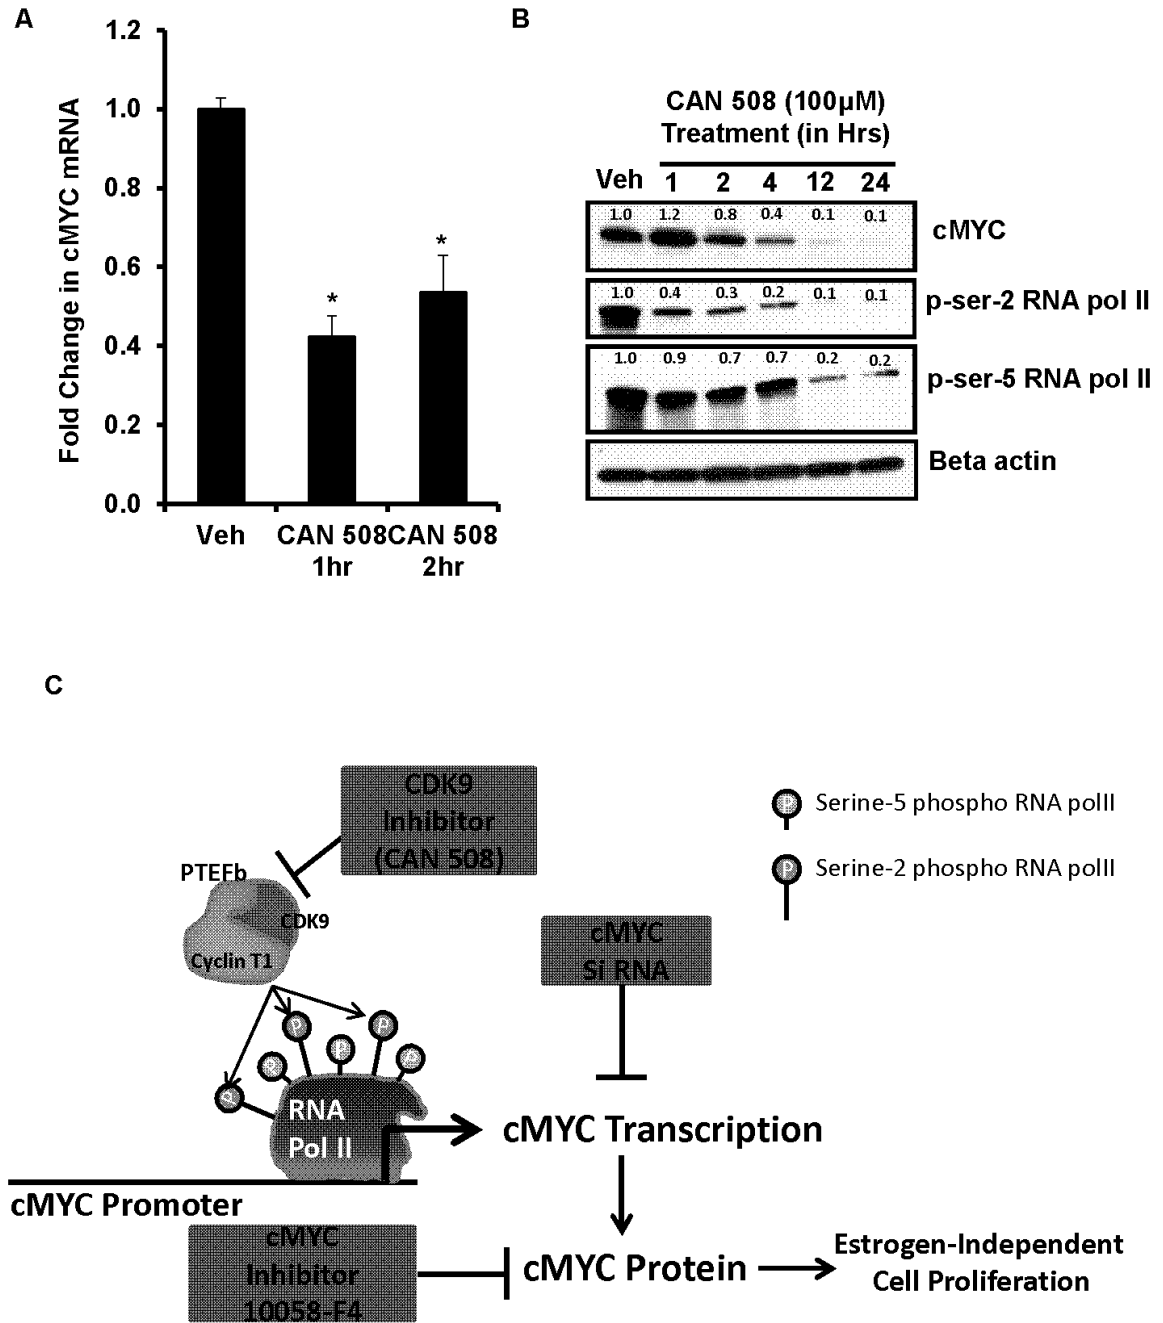 A
1.2
1.0
0.8
0.6
0.4
0.2
0.0
Fold Change in cMYC mRNA
*
*
Veh
CAN 508
1hr
CAN 508
2hr
B
CAN 508 (100µM)
Treatment (in Hrs)
Veh 1 2 4 12 24
1.0 1.2 0.8 0.4 0.1 0.1
cMYC
1.0 0.4 0.3 0.2 0.1 0.1
p-ser-2 RNA pol II
1.0 0.9 0.7 0.7 0.2 0.2
p-ser-5 RNA pol II
Beta actin
C
CDK9
Inhibitor
(CAN 508)
P Serine-5 phospho RNA polII
P Serine-2 phospho RNA polII
PTEFb
CDK9
Cyclin T1
cMYC
Si RNA
P
P
P
P
P
P
RNA
Pol II
cMYC Transcription
cMYC Promoter
cMYC
Inhibitor
10058-F4
cMYC Protein
Estrogen-Independent
Cell Proliferation